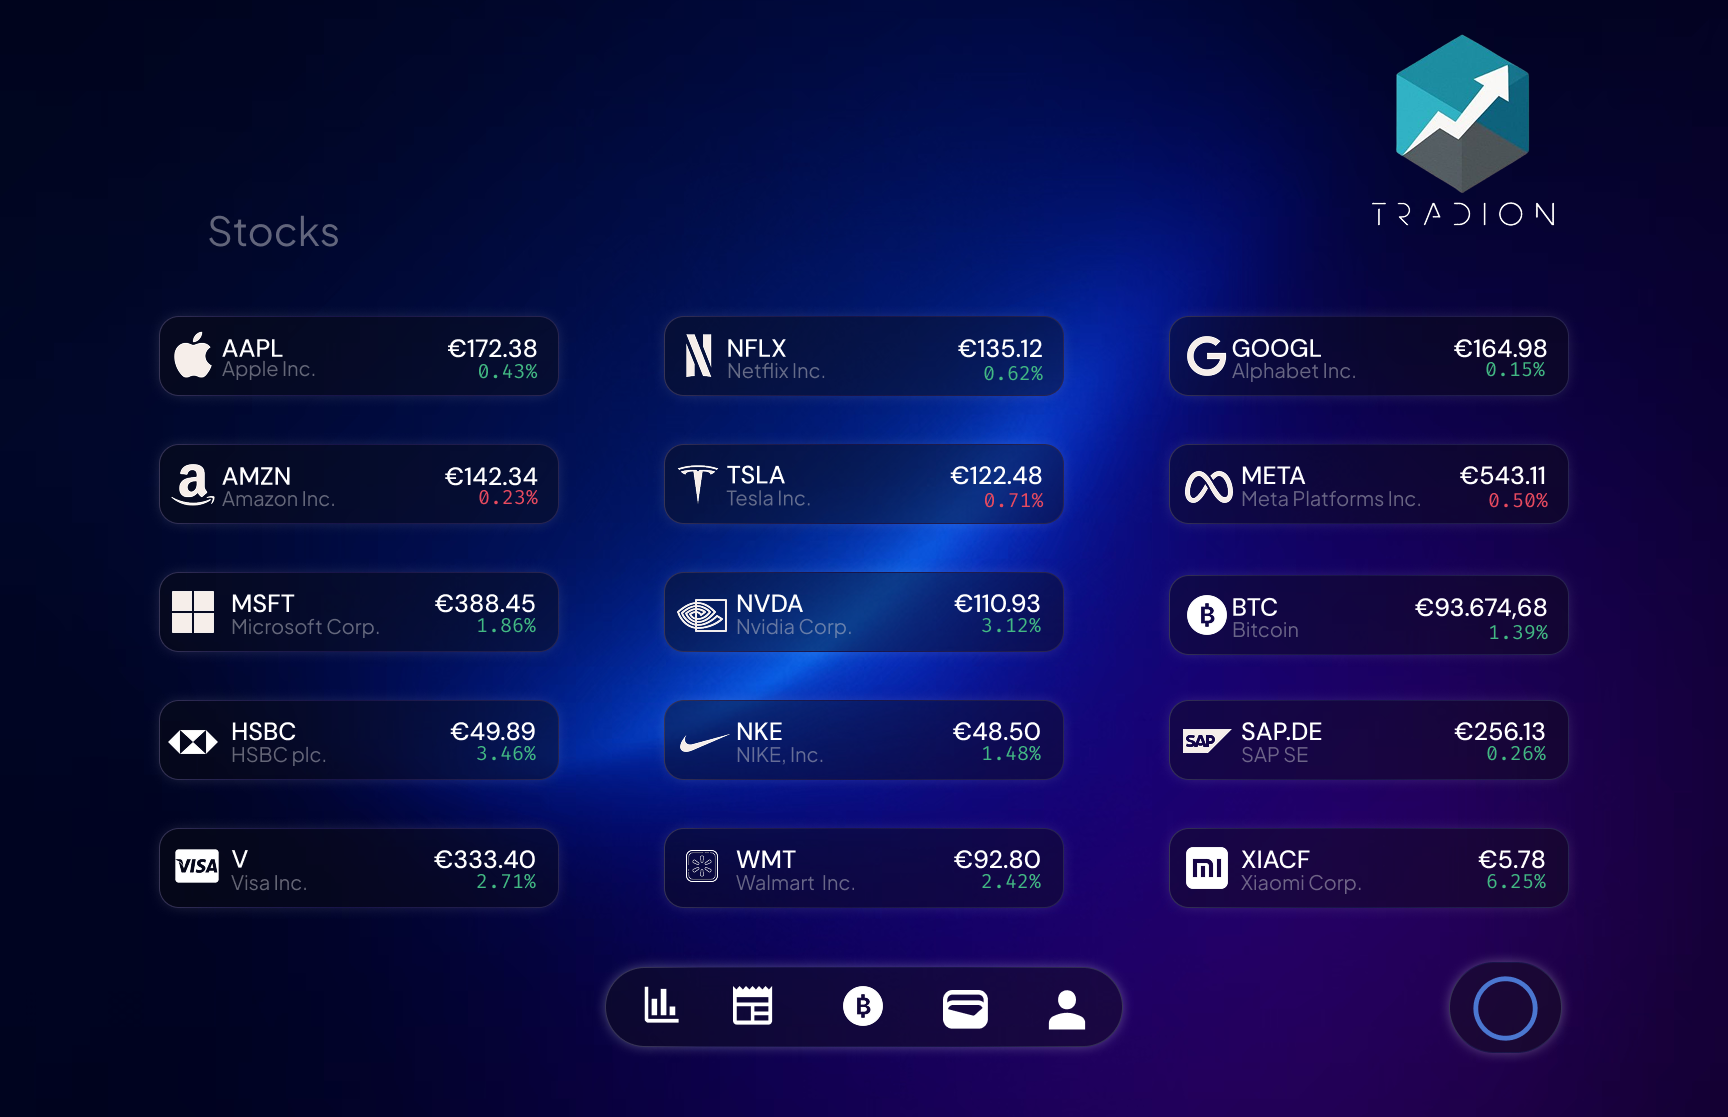 TRADION
Stocks
AAPL €172.38
Apple Inc. 0.43%
NFLX €135.12
Netflix Inc. 0.62%
GOOGL €164.98
Alphabet Inc. 0.15%
AMZN €142.34
Amazon Inc. 0.23%
TSLA €122.48
Tesla Inc. 0.71%
META €543.11
Meta Platforms Inc. 0.50%
MSFT €388.45
Microsoft Corp. 1.86%
NVDA €110.93
Nvidia Corp. 3.12%
BTC €93.674,68
Bitcoin 1.39%
HSBC €49.89
HSBC plc. 3.46%
NKE €48.50
NIKE, Inc. 1.48%
SAP
SAP.DE €256.13
SAP SE 0.26%
VISA
V €333.40
Visa Inc. 2.71%
WMT €92.80
Walmart Inc. 2.42%
mi
XIACF €5.78
Xiaomi Corp. 6.25%